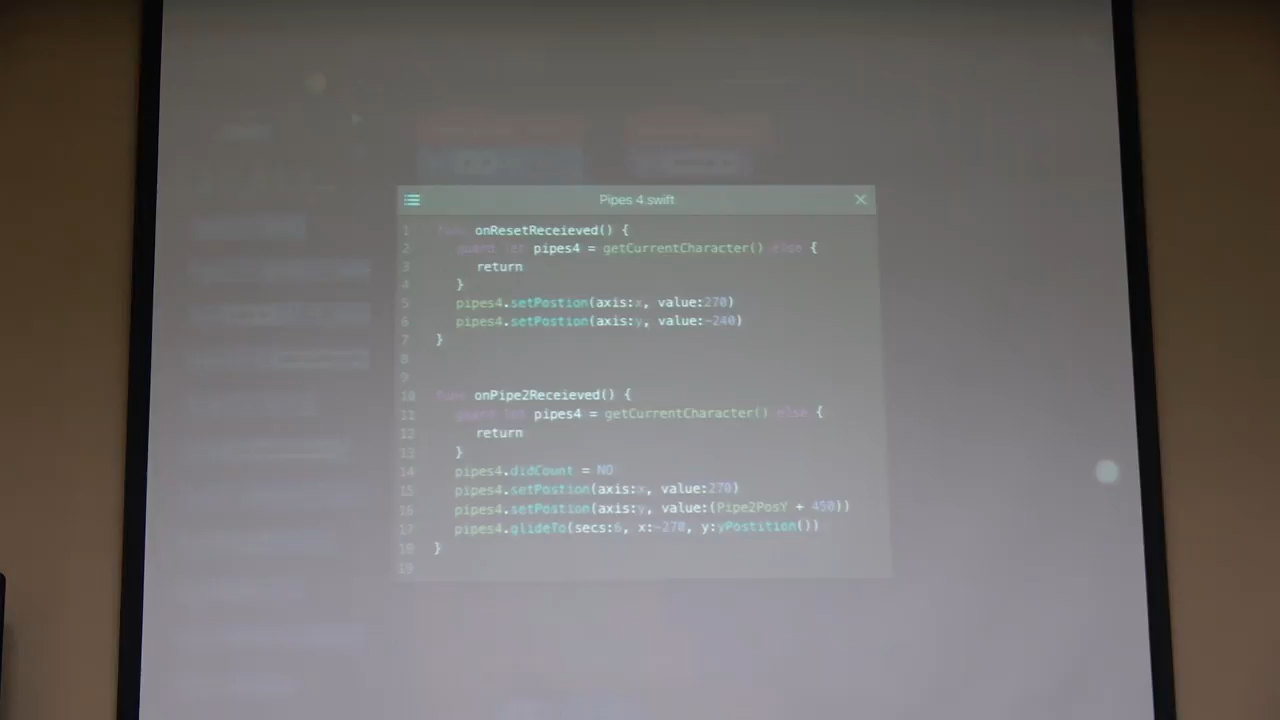 Pipes 4.swift
1 func onResetReceieved() {
2 guard let pipes4 = getCurrentCharacter() else {
3 return
4 }
5 pipes4.setPostion(axis:x, value:270)
6 pipes4.setPostion(axis:y, value:-240)
7 }
8
9
10 func onPipe2Receieved() {
11 guard let pipes4 = getCurrentCharacter() else {
12 return
13 }
14 pipes4.didCount = NO
15 pipes4.setPostion(axis:x, value:270)
16 pipes4.setPostion(axis:y, value:(Pipe2PosY + 450))
17 pipes4.glideTo(secs:6, x:-270, y:yPostition())
18 }
19